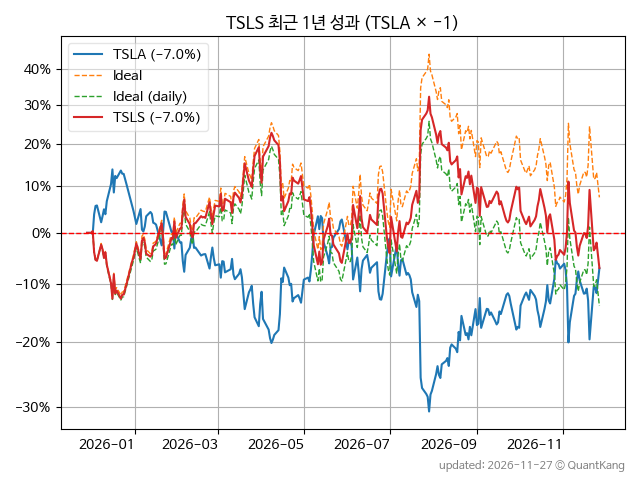 TSLS 최근 1년 성과 (TSLA × −1)
TSLA (−7.0%)
Ideal
Ideal (daily)
TSLS (−7.0%)
40%
30%
20%
10%
0%
−10%
−20%
−30%
2026-01 2026-03 2026-05 2026-07 2026-09 2026-11
updated: 2026-11-27 © QuantKang